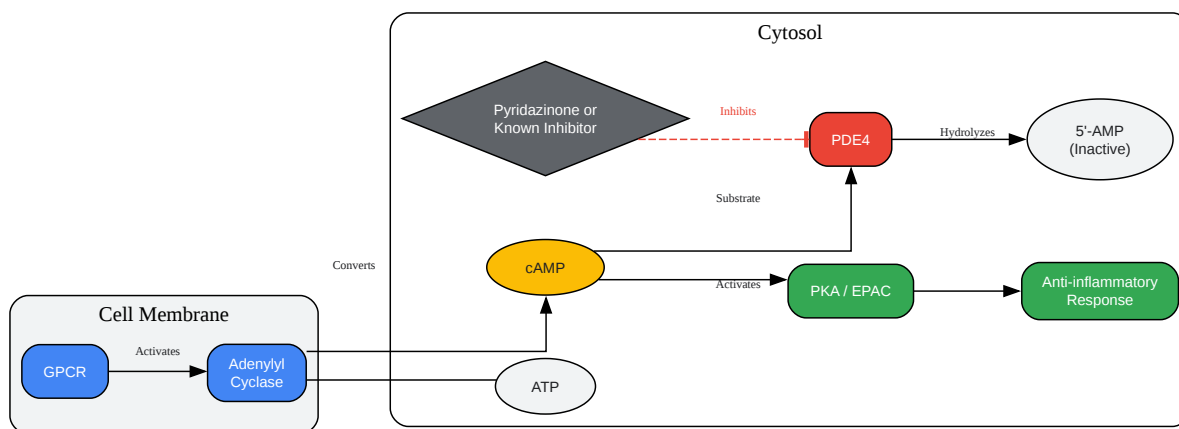 Cytosol
Pyridazinone or
Known Inhibitor
Inhibits
PDE4
Hydrolyzes
5'-AMP
(Inactive)
Substrate
Converts
cAMP
Activates
PKA / EPAC
Anti-inflammatory
Response
Cell Membrane
GPCR
Activates
Adenylyl
Cyclase
ATP